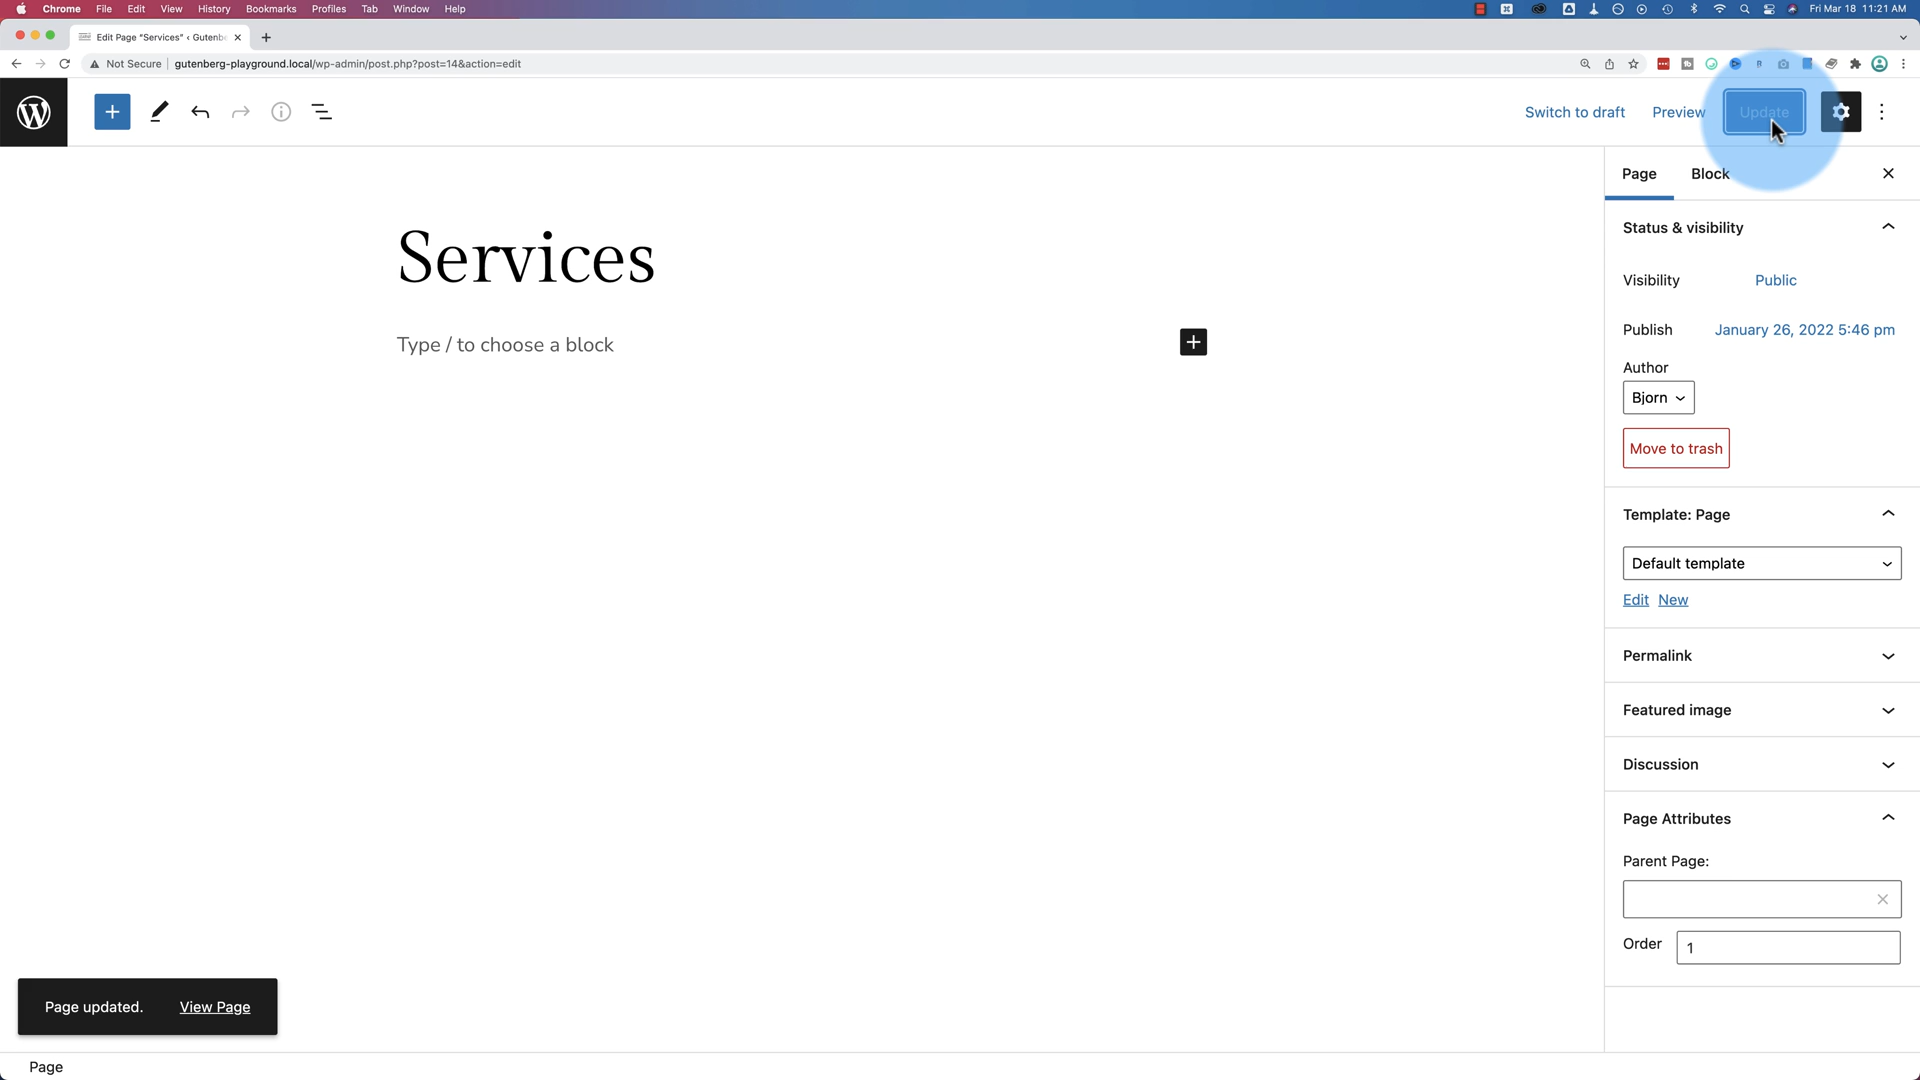 Chrome File Edit View History Bookmarks Profiles Tab Window Help Fri Mar 18 11:21 AM
Edit Page "Services" ‹ Gutenb
Not Secure gutenberg-playground.local/wp-admin/post.php?post=14&action=edit
Switch to draft Preview Update
Page Block
Services
Type / to choose a block
Status & visibility
Visibility Public
Publish January 26, 2022 5:46 pm
Author
Bjorn
Move to trash
Template: Page
Default template
Edit New
Permalink
Featured image
Discussion
Page Attributes
Parent Page:
Order 1
Page updated. View Page
Page